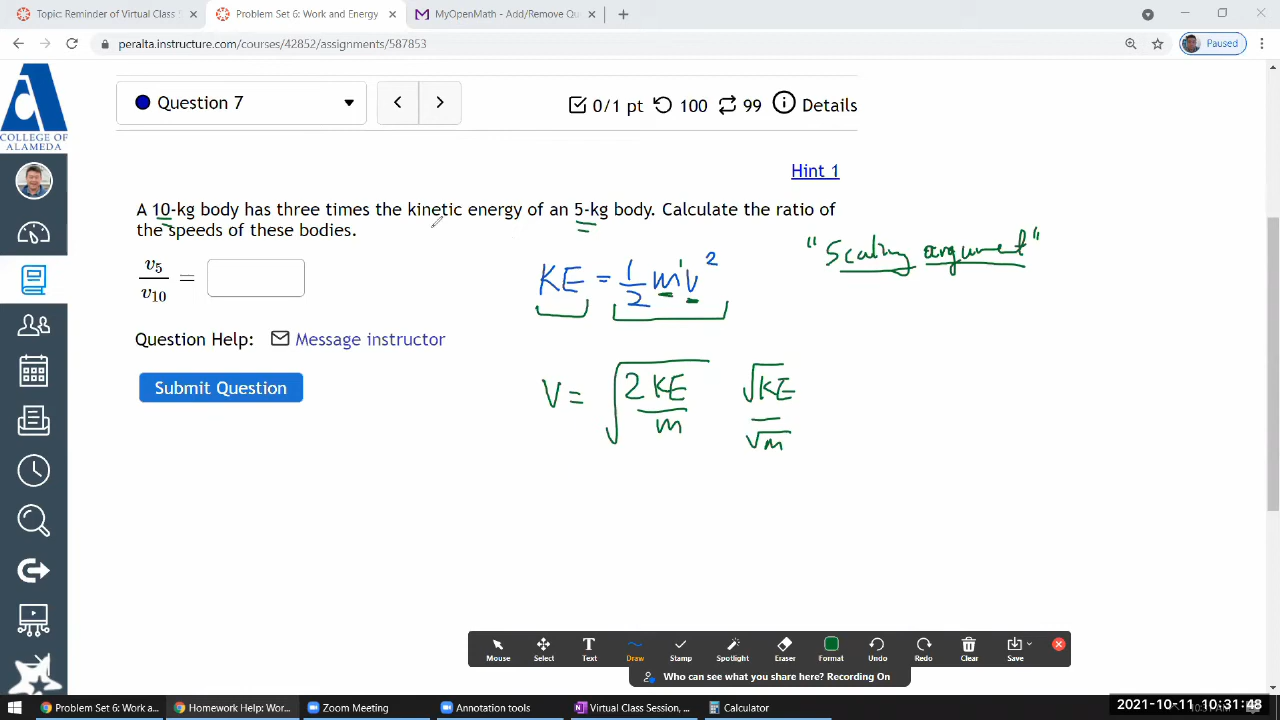 Topic: Reminder of Virtual Class
Problem Set 6: Work and Energy
MyOpenMath - Add/Remove Qu
peralta.instructure.com/courses/42852/assignments/587853
Paused
COLLEGE OF
ALAMEDA
Question 7
0/1 pt
100
99
Details
Hint 1
A 10-kg body has three times the kinetic energy of an 5-kg body. Calculate the ratio of
the speeds of these bodies.
v5
v10
=
"Scaling argument"
KE = 1/2 m¹v²
Question Help: Message instructor
Submit Question
V = √(2KE/m) √KE/√m
Mouse
Select
Text
Draw
Stamp
Spotlight
Eraser
Format
Undo
Redo
Clear
Save
Who can see what you share here? Recording On
Problem Set 6: Work a...
Homework Help: Wor...
Zoom Meeting
Annotation tools
Virtual Class Session, ...
Calculator
2021-10-11 10:31:48